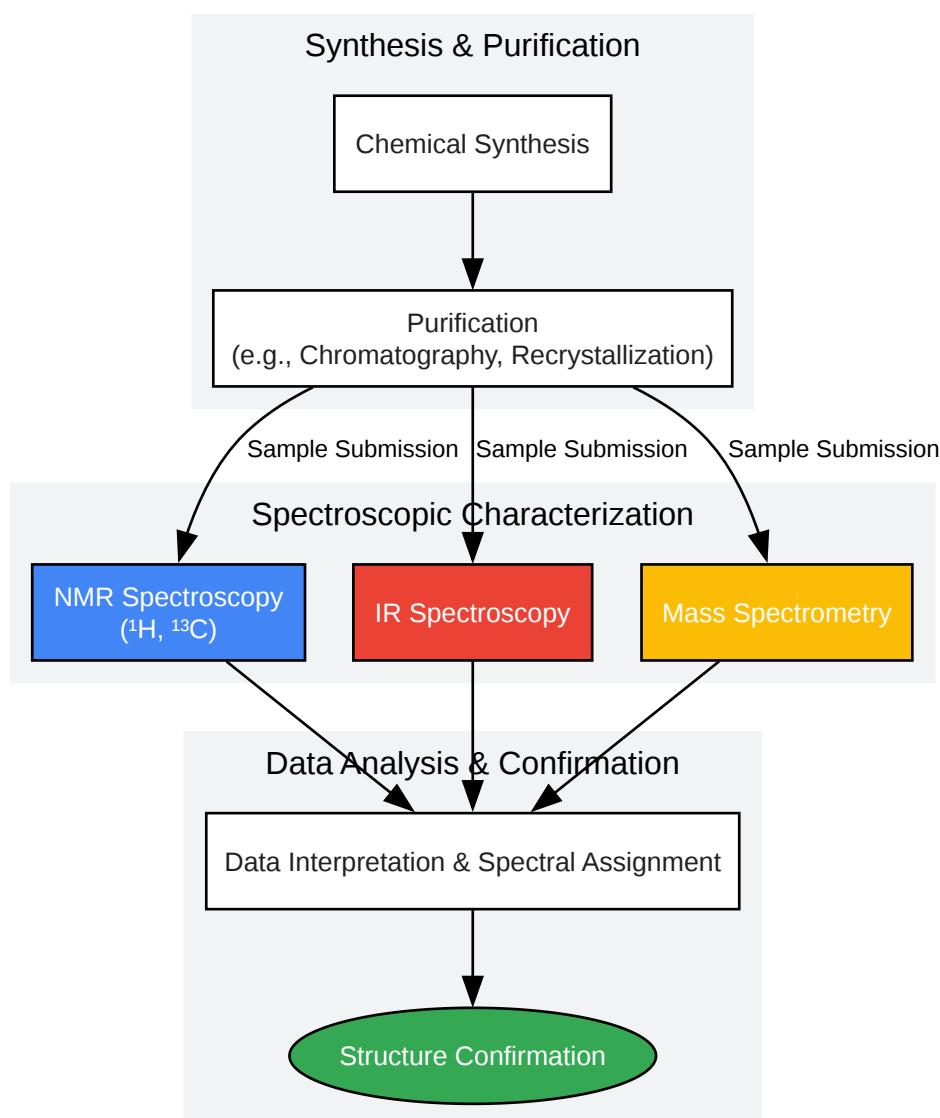 Synthesis & Purification
Chemical Synthesis
Purification
(e.g., Chromatography, Recrystallization)
Sample Submission
Sample Submission
Sample Submission
Spectroscopic Characterization
NMR Spectroscopy
(¹H, ¹³C)
IR Spectroscopy
Mass Spectrometry
Data Analysis & Confirmation
Data Interpretation & Spectral Assignment
Structure Confirmation